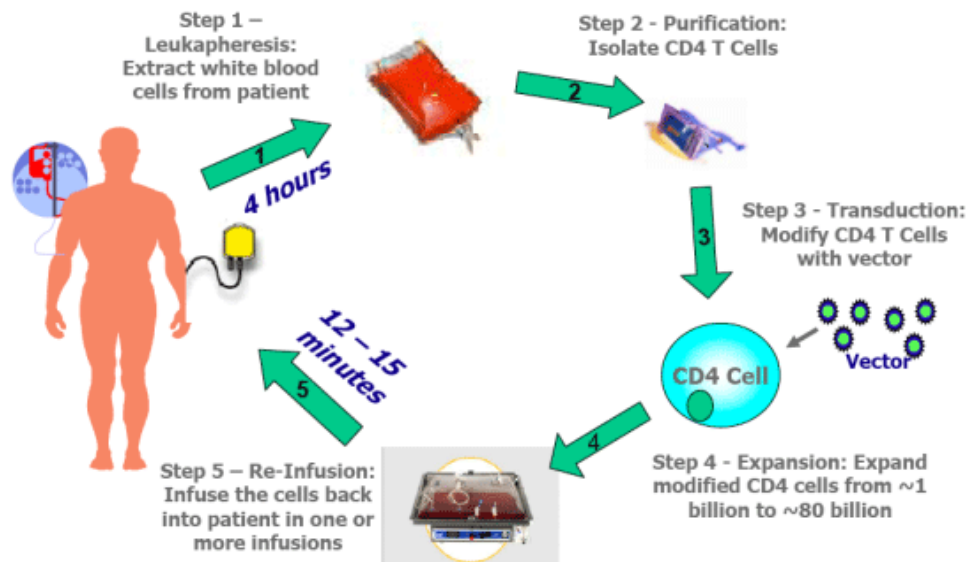 Step 1 –
Leukapheresis:
Extract white blood
cells from patient
1
4 hours
Step 2 - Purification:
Isolate CD4 T Cells
2
Step 3 - Transduction:
Modify CD4 T Cells
with vector
3
Vector
CD4 Cell
4
Step 4 - Expansion: Expand
modified CD4 cells from ~1
billion to ~80 billion
12 – 15
minutes
5
Step 5 – Re-Infusion:
Infuse the cells back
into patient in one or
more infusions